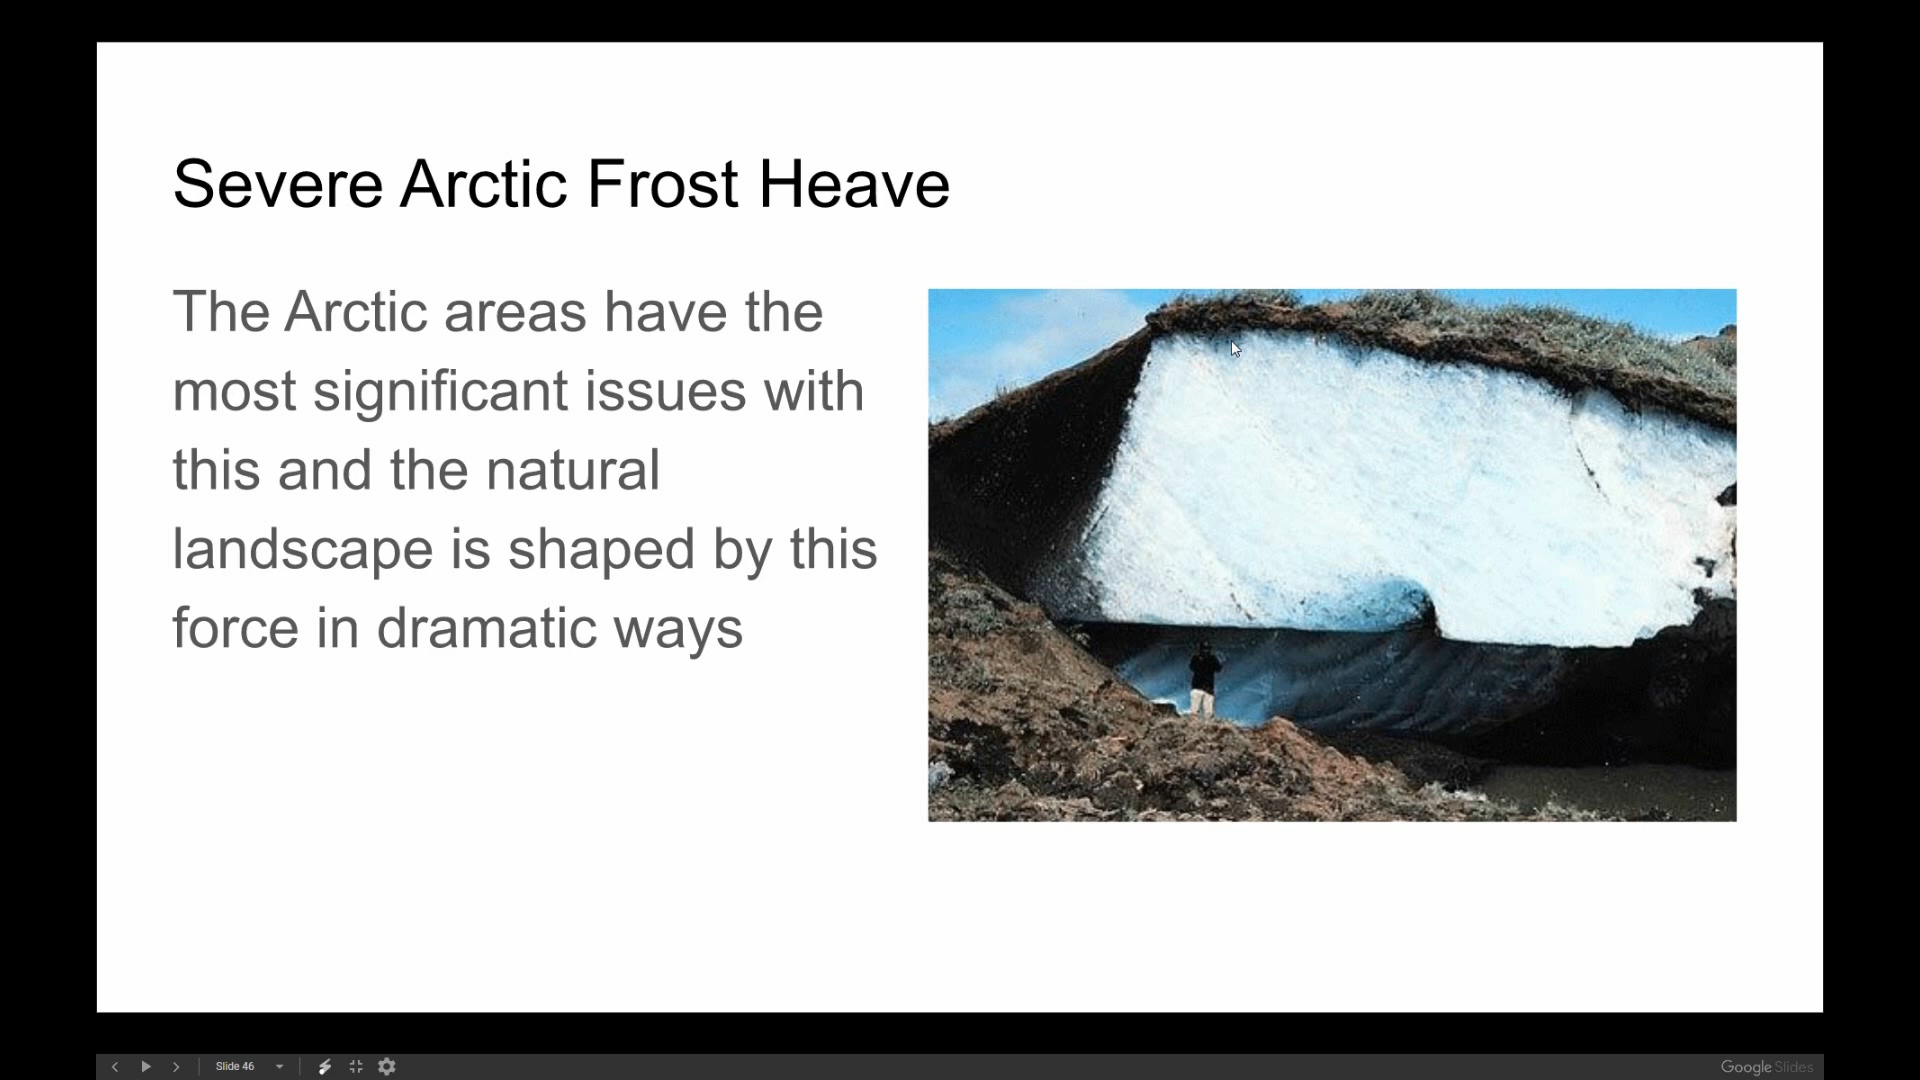 Severe Arctic Frost Heave
The Arctic areas have the
most significant issues with
this and the natural
landscape is shaped by this
force in dramatic ways
Slide 46
Google Slides